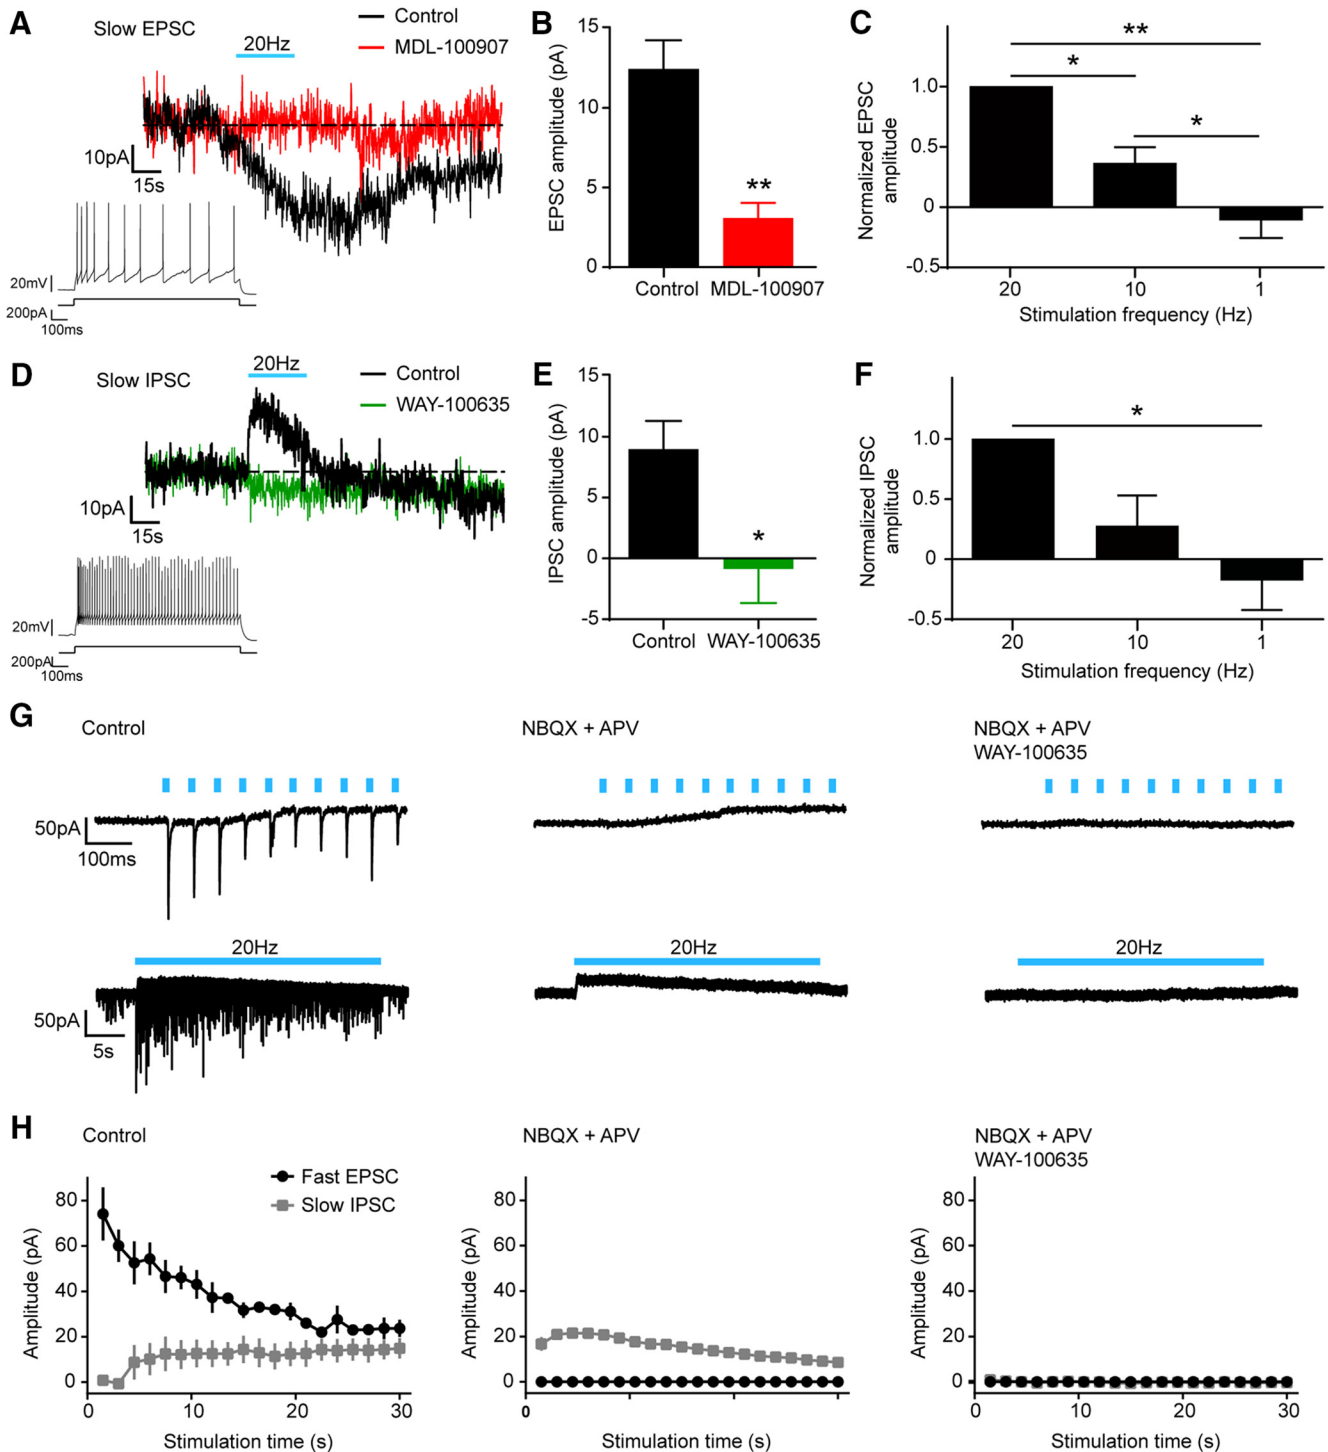 A
Slow EPSC
Control
MDL-100907
20Hz
10pA
15s
20mV
200pA
100ms
B
EPSC amplitude (pA)
15
10
5
0
**
Control MDL-100907
C
Normalized EPSC
amplitude
1.0
0.5
0
-0.5
**
*
*
20 10 1
Stimulation frequency (Hz)
D
Slow IPSC
20Hz
Control
WAY-100635
10pA
15s
20mV
200pA
100ms
E
IPSC amplitude (pA)
15
10
5
0
-5
*
Control WAY-100635
F
Normalized IPSC
amplitude
1.0
0.5
0
-0.5
*
20 10 1
Stimulation frequency (Hz)
G
Control
50pA
100ms
20Hz
50pA
5s
NBQX + APV
20Hz
NBQX + APV
WAY-100635
20Hz
H
Control
Fast EPSC
Slow IPSC
Amplitude (pA)
80
60
40
20
0
0 10 20 30
Stimulation time (s)
NBQX + APV
Amplitude (pA)
80
60
40
20
0
0
Stimulation time (s)
NBQX + APV
WAY-100635
Amplitude (pA)
80
60
40
20
0
0 10 20 30
Stimulation time (s)